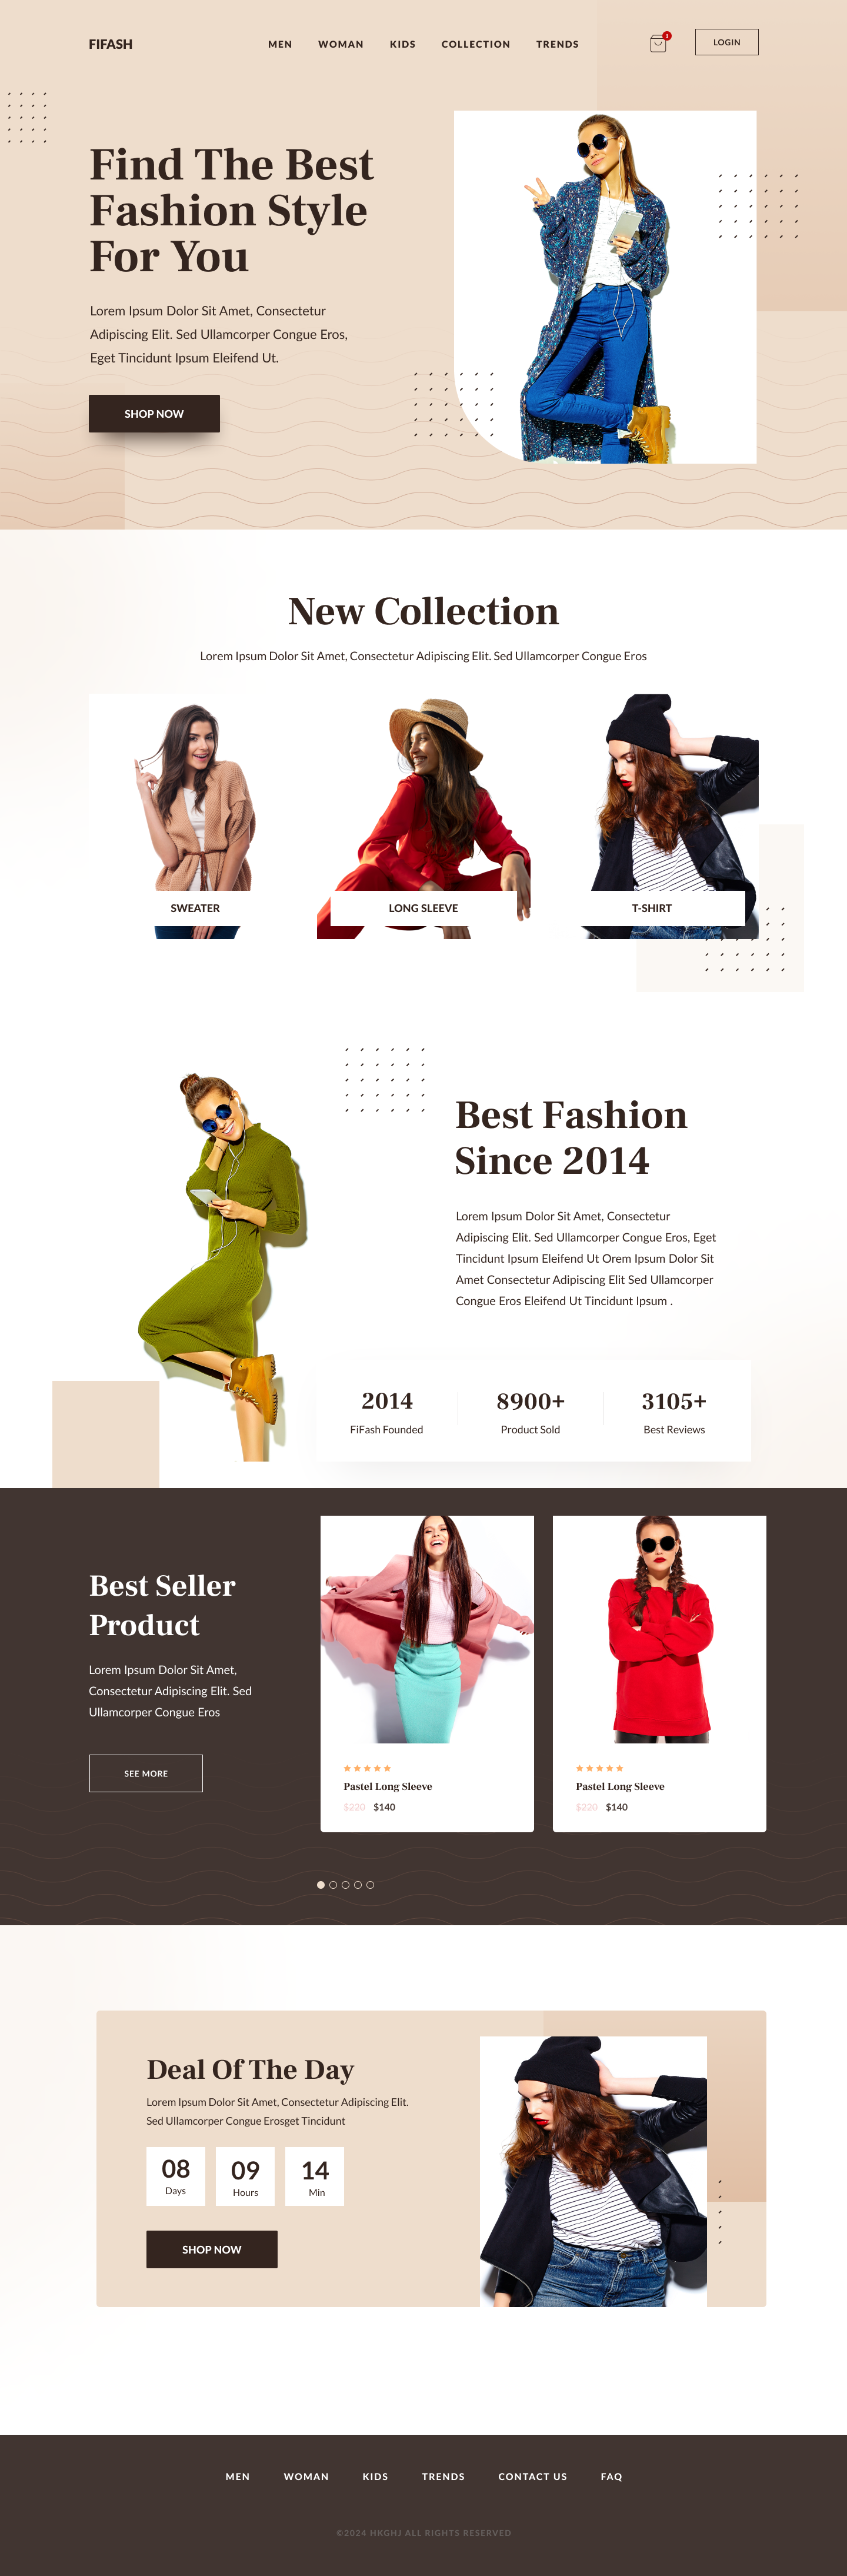 FIFASH
MEN WOMAN KIDS COLLECTION TRENDS
1
LOGIN
Find The Best
Fashion Style
For You
Lorem Ipsum Dolor Sit Amet, Consectetur
Adipiscing Elit. Sed Ullamcorper Congue Eros,
Eget Tincidunt Ipsum Eleifend Ut.
SHOP NOW
New Collection
Lorem Ipsum Dolor Sit Amet, Consectetur Adipiscing Elit. Sed Ullamcorper Congue Eros
SWEATER
LONG SLEEVE
T-SHIRT
Best Fashion
Since 2014
Lorem Ipsum Dolor Sit Amet, Consectetur
Adipiscing Elit. Sed Ullamcorper Congue Eros, Eget
Tincidunt Ipsum Eleifend Ut Orem Ipsum Dolor Sit
Amet Consectetur Adipiscing Elit Sed Ullamcorper
Congue Eros Eleifend Ut Tincidunt Ipsum .
2014
FiFash Founded
8900+
Product Sold
3105+
Best Reviews
Best Seller
Product
Lorem Ipsum Dolor Sit Amet,
Consectetur Adipiscing Elit. Sed
Ullamcorper Congue Eros
SEE MORE
Pastel Long Sleeve
$220 $140
Pastel Long Sleeve
$220 $140
Deal Of The Day
Lorem Ipsum Dolor Sit Amet, Consectetur Adipiscing Elit.
Sed Ullamcorper Congue Erosget Tincidunt
08
Days
09
Hours
14
Min
SHOP NOW
MEN WOMAN KIDS TRENDS CONTACT US FAQ
©2024 HKGHJ ALL RIGHTS RESERVED